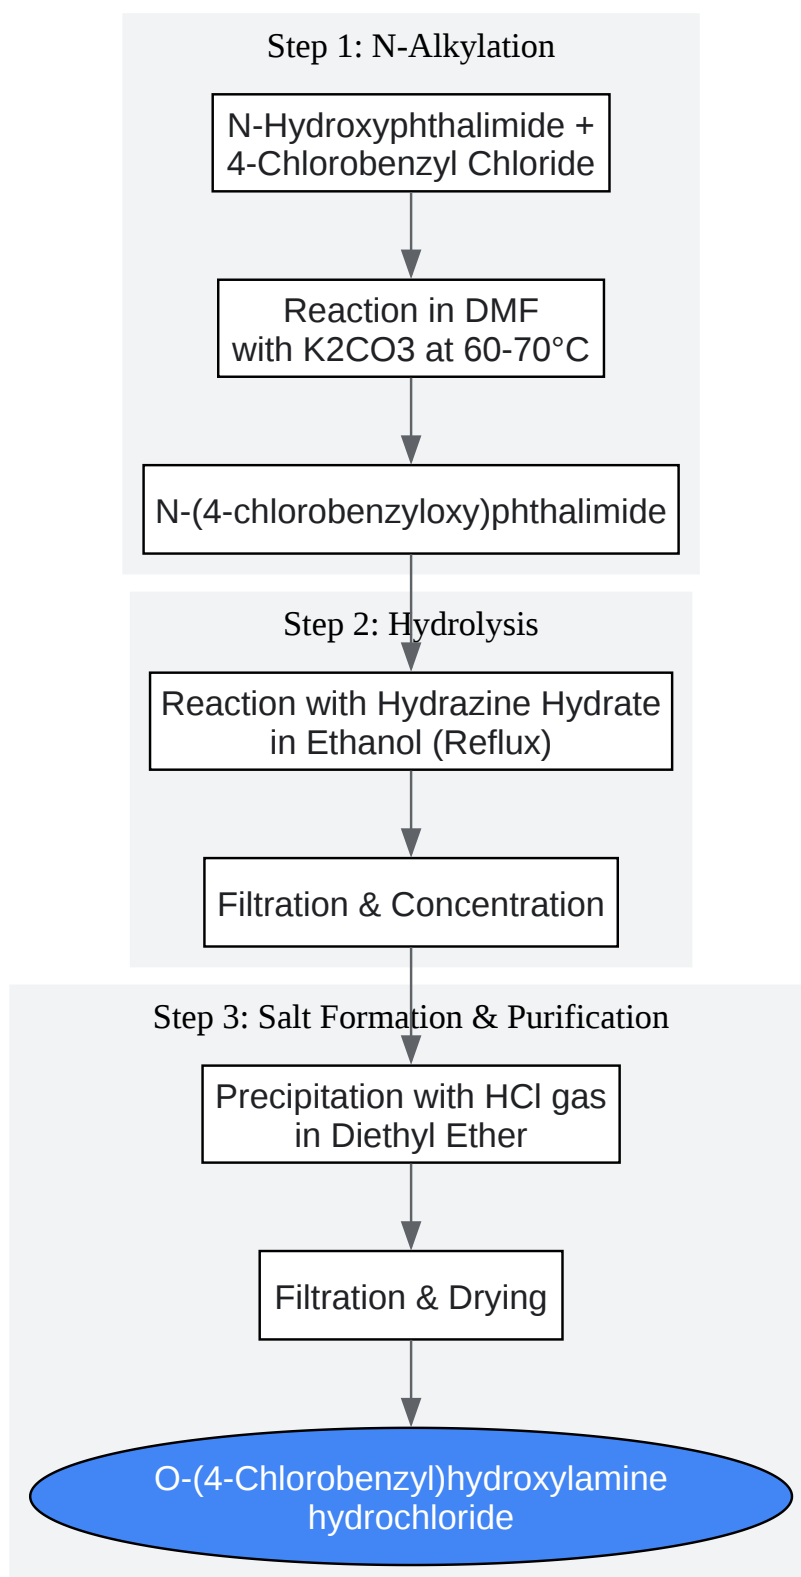 Step 1: N-Alkylation
N-Hydroxyphthalimide +
4-Chlorobenzyl Chloride
Reaction in DMF
with K2CO3 at 60-70°C
N-(4-chlorobenzyloxy)phthalimide
Step 2: Hydrolysis
Reaction with Hydrazine Hydrate
in Ethanol (Reflux)
Filtration & Concentration
Step 3: Salt Formation & Purification
Precipitation with HCl gas
in Diethyl Ether
Filtration & Drying
O-(4-Chlorobenzyl)hydroxylamine
hydrochloride